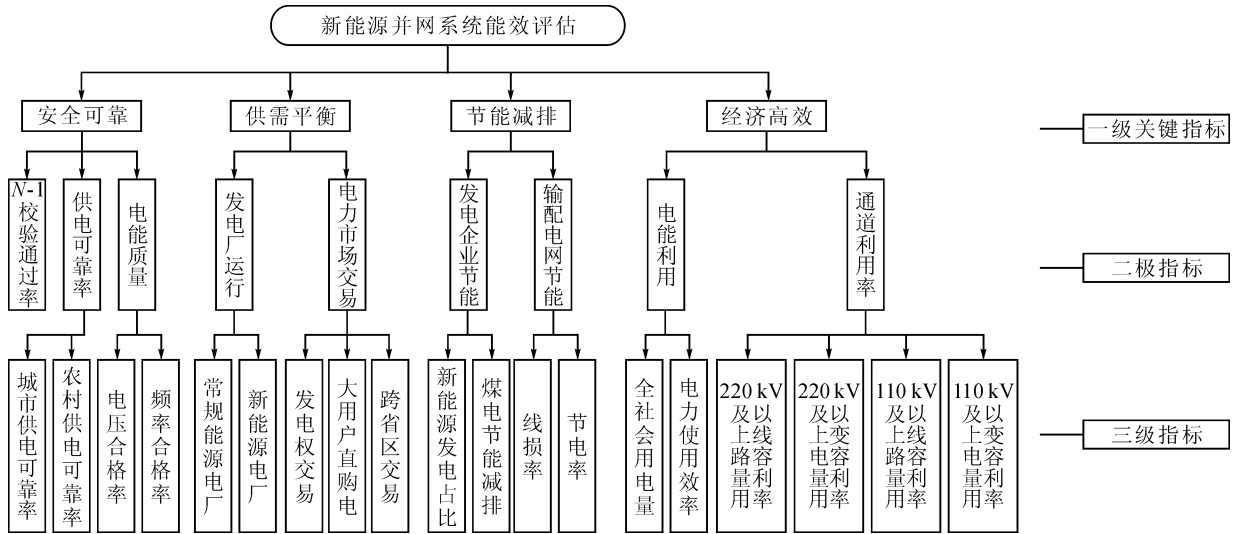 新能源并网系统能效评估
安全可靠
供需平衡
节能减排
经济高效
一级关键指标
N-1校验通过率
供电可靠率
电能质量
发电厂运行
电力市场交易
发电企业节能
输配电网节能
电能利用
通道利用率
二极指标
城市供电可靠率
农村供电可靠率
电压合格率
频率合格率
常规能源电厂
新能源电厂
发电权交易
大用户直购电
跨省区交易
新能源发电占比
煤电节能减排
线损率
节电率
全社会用电量
电力使用效率
220 kV及以上线路容量利用率
220 kV及以上变电容量利用率
110 kV及以上线路容量利用率
110 kV及以上变电容量利用率
三级指标